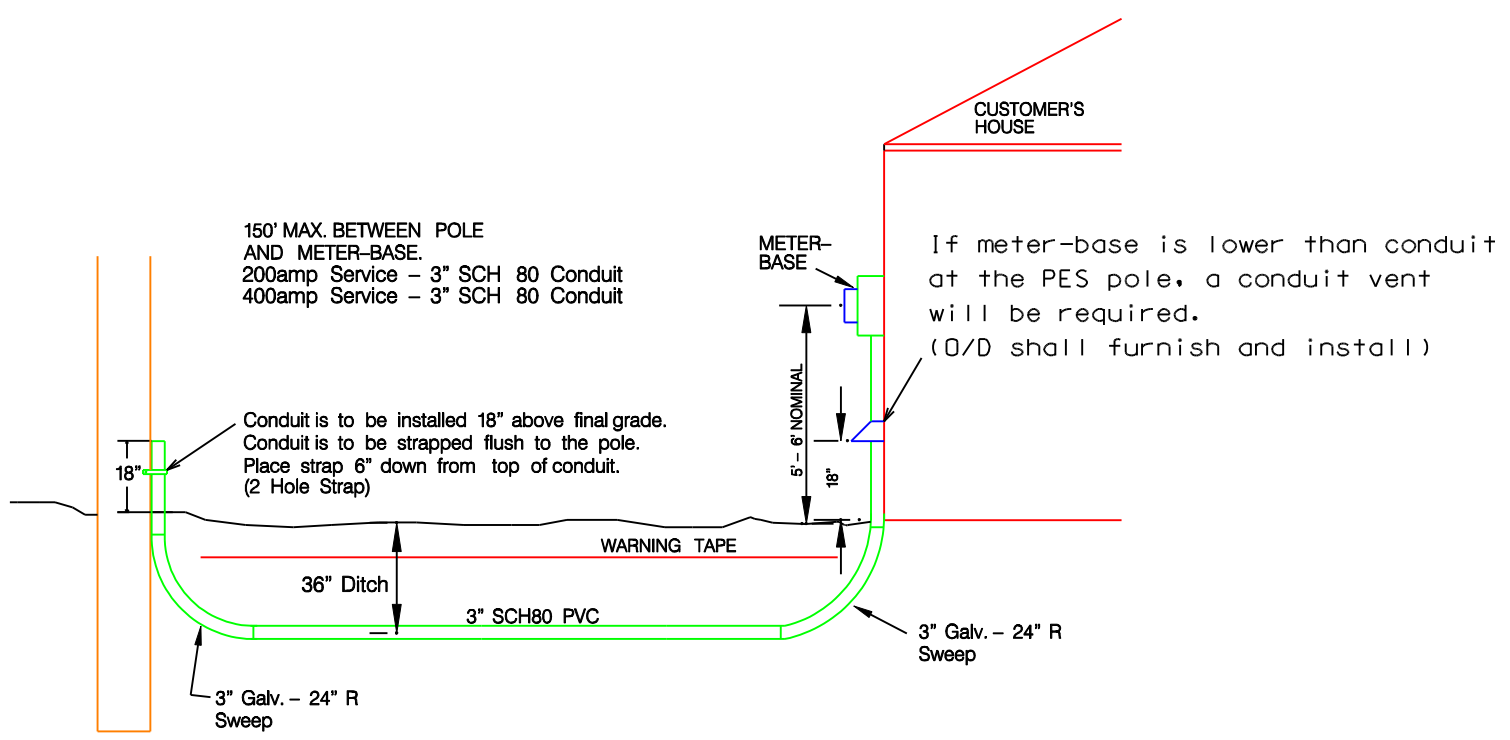 CUSTOMER'S
HOUSE
150' MAX. BETWEEN POLE
AND METER-BASE.
200amp Service - 3" SCH 80 Conduit
400amp Service - 3" SCH 80 Conduit
METER-
BASE
If meter-base is lower than conduit
at the PES pole, a conduit vent
will be required.
(O/D shall furnish and install)
5' - 6' NOMINAL
18"
Conduit is to be installed 18" above final grade.
Conduit is to be strapped flush to the pole.
Place strap 6" down from top of conduit.
(2 Hole Strap)
18"
WARNING TAPE
36" Ditch
3" SCH80 PVC
3" Galv. - 24" R
Sweep
3" Galv. - 24" R
Sweep